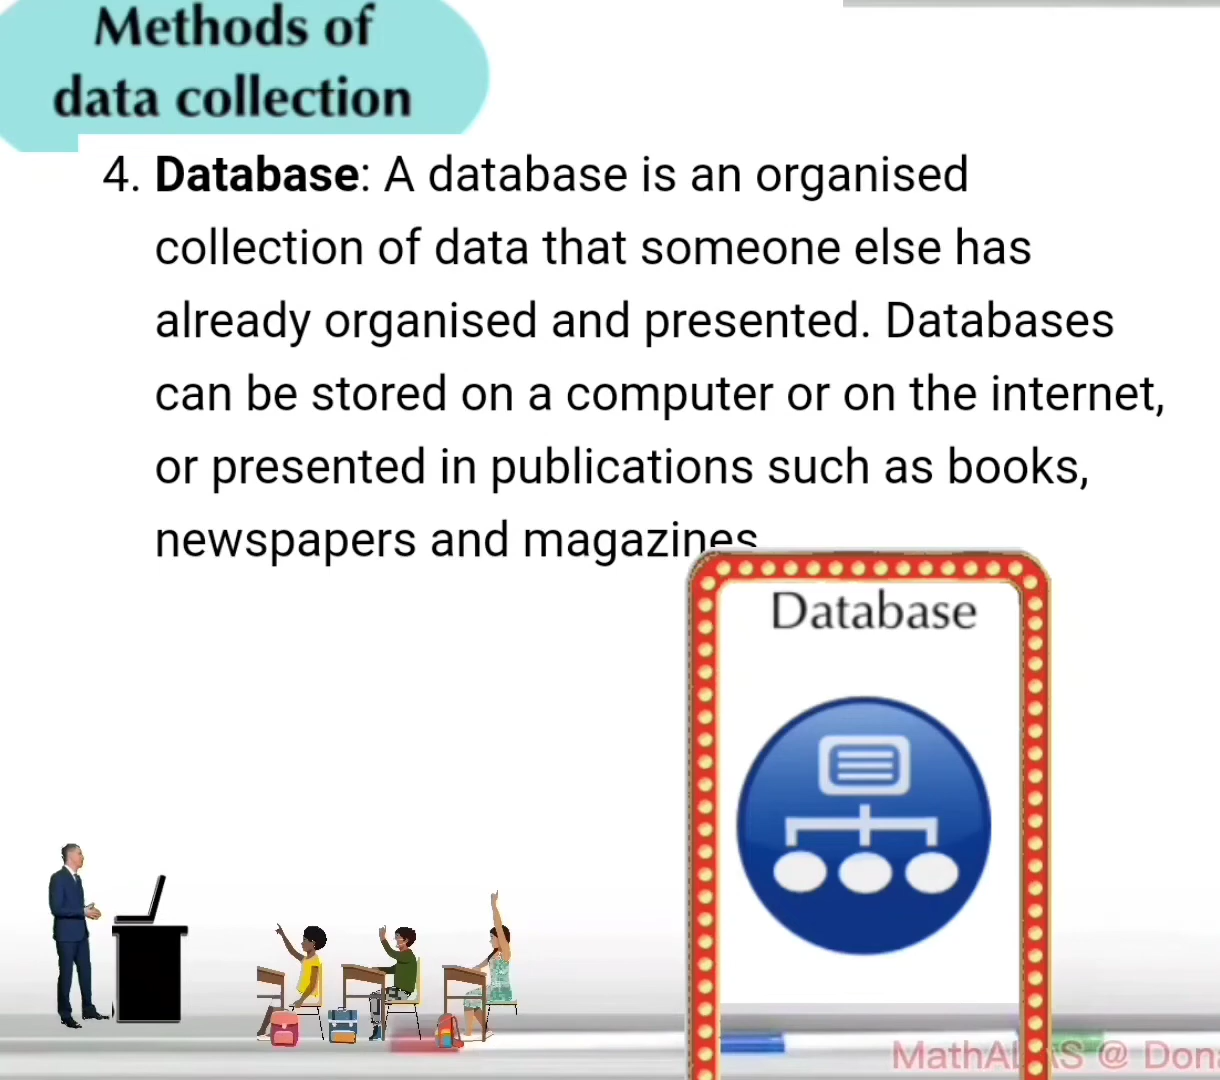 Methods of
data collection
4. Database: A database is an organised
collection of data that someone else has
already organised and presented. Databases
can be stored on a computer or on the internet,
or presented in publications such as books,
newspapers and magazines
Database
@ Don